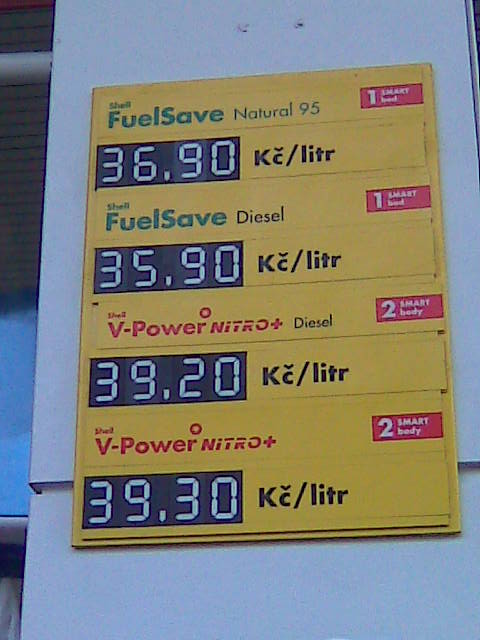 Shell
FuelSave Natural 95
1 SMART bod
36.90 Kč/litr
Shell
FuelSave Diesel
1 SMART bod
35.90 Kč/litr
Shell
V-Power NiTRO+ Diesel
2 SMART body
39.20 Kč/litr
Shell
V-Power NiTRO+
2 SMART body
39.30 Kč/litr